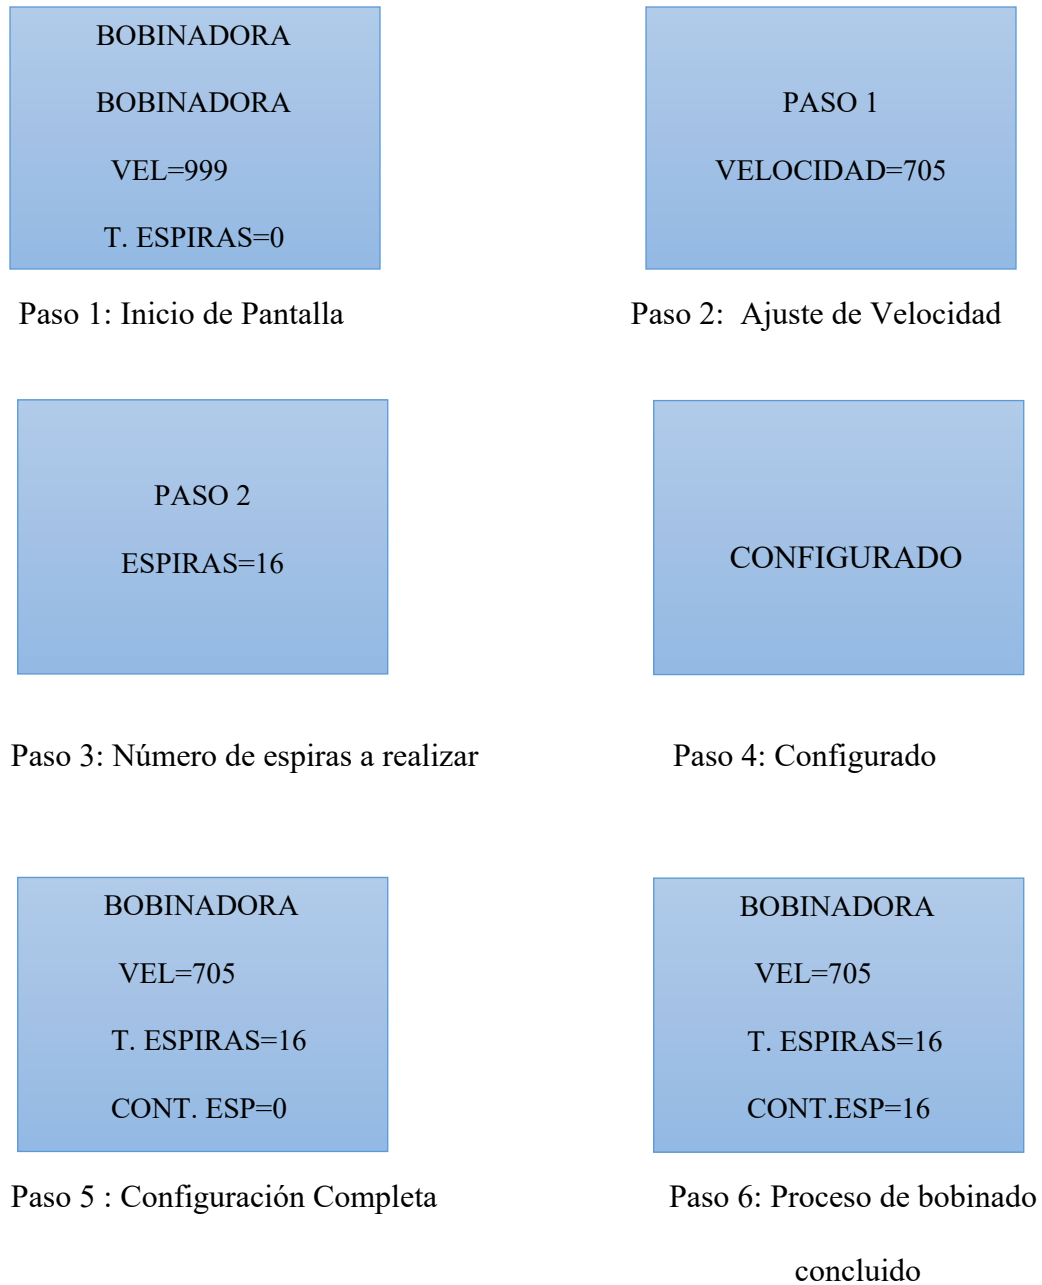 BOBINADORA
BOBINADORA
VEL=999
T. ESPIRAS=0
Paso 1: Inicio de Pantalla
PASO 1
VELOCIDAD=705
Paso 2: Ajuste de Velocidad
PASO 2
ESPIRAS=16
Paso 3: Número de espiras a realizar
CONFIGURADO
Paso 4: Configurado
BOBINADORA
VEL=705
T. ESPIRAS=16
CONT. ESP=0
Paso 5 : Configuración Completa
BOBINADORA
VEL=705
T. ESPIRAS=16
CONT.ESP=16
Paso 6: Proceso de bobinado
concluido